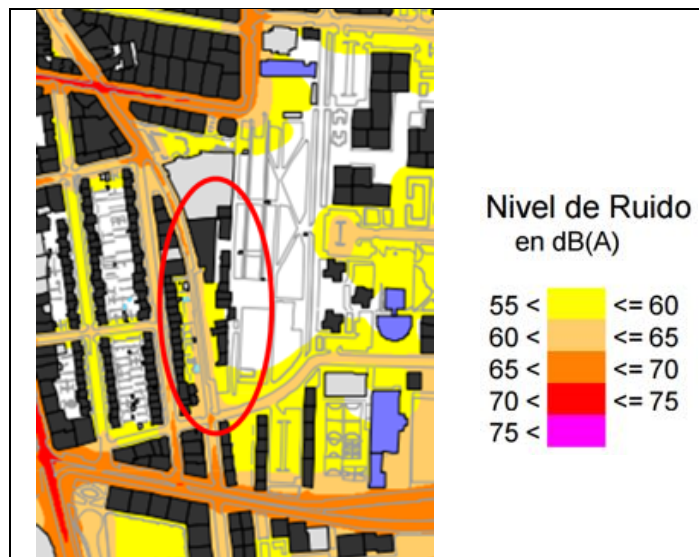 Nivel de Ruido
en dB(A)
55 < <= 60
60 < <= 65
65 < <= 70
70 < <= 75
75 <